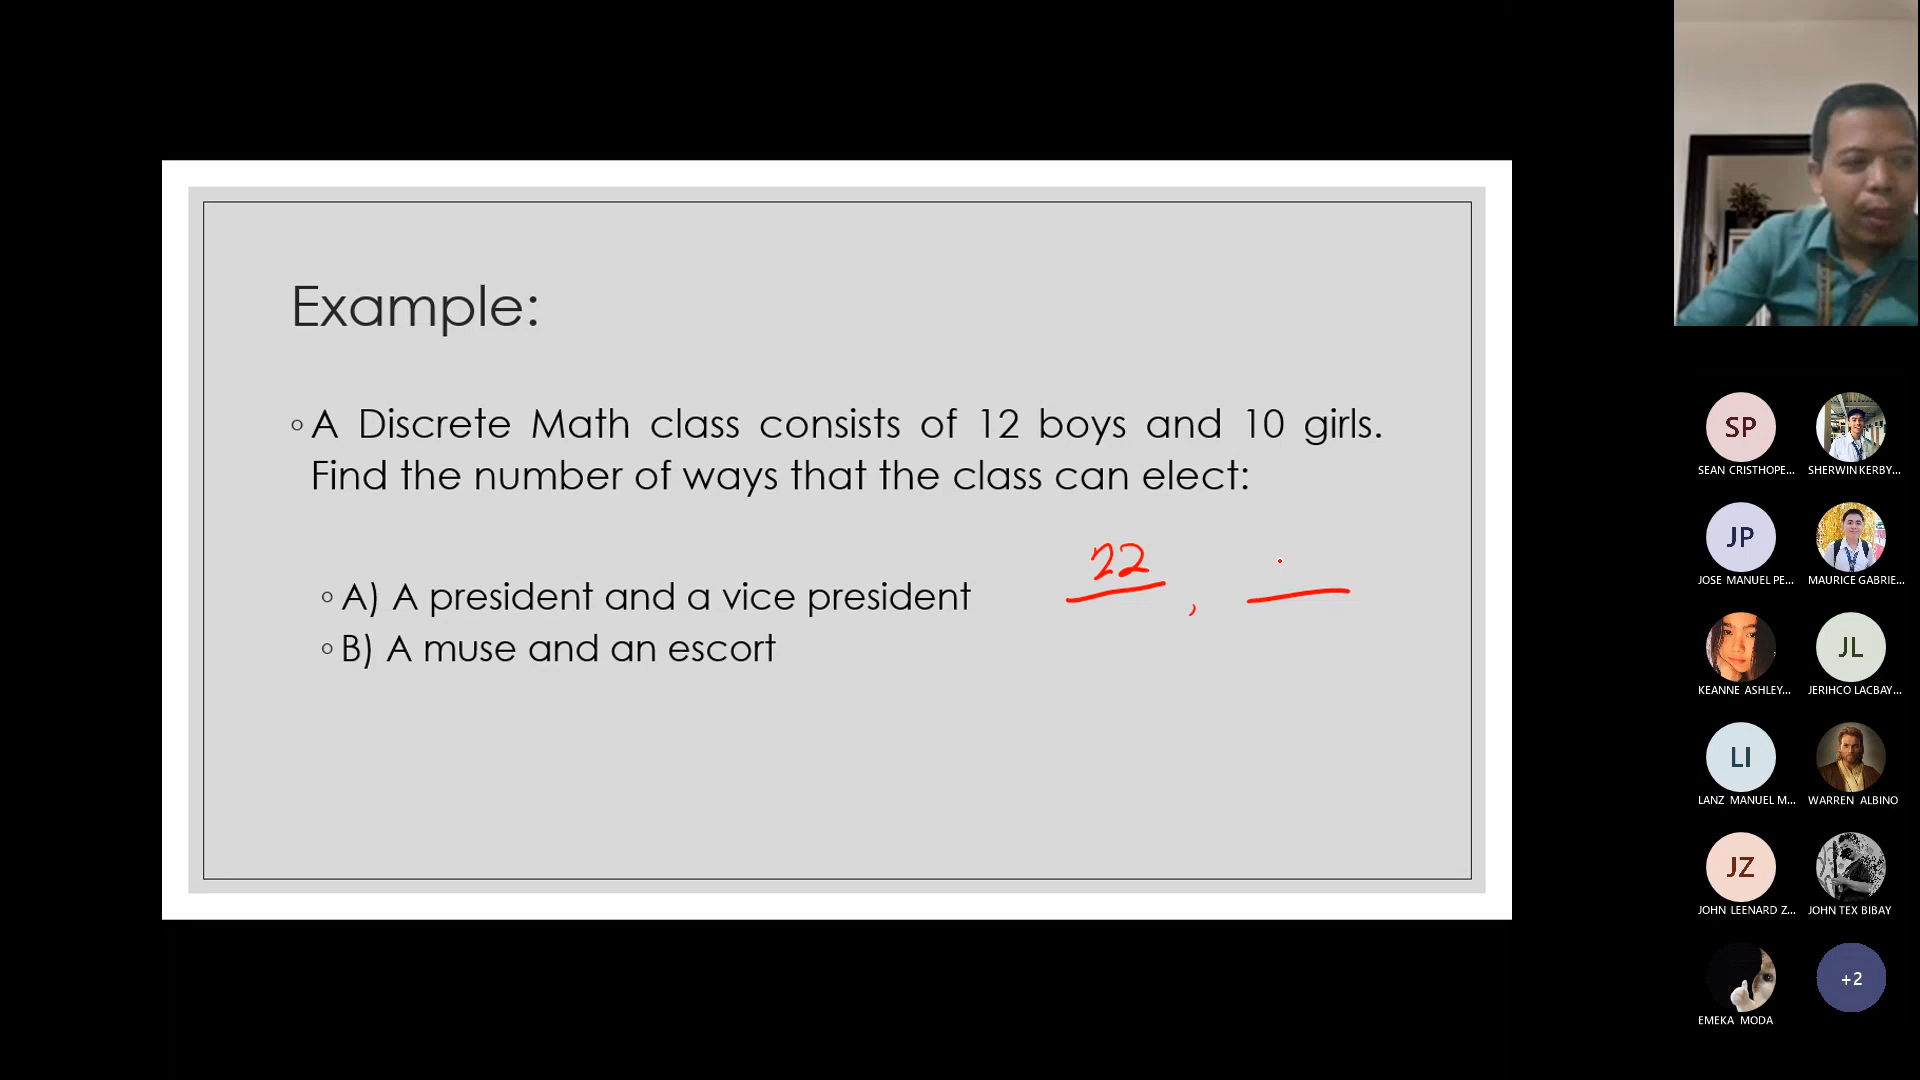 Example:
◦ A Discrete Math class consists of 12 boys and 10 girls.
Find the number of ways that the class can elect:
22 , 
◦ A) A president and a vice president
◦ B) A muse and an escort
SP
SEAN CRISTHOPE... SHERWIN KERBY...
JP
JOSE MANUEL PE... MAURICE GABRIE...
JL
KEANNE ASHLEY... JERIHCO LACBAY...
LI
LANZ MANUEL M... WARREN ALBINO
JZ
JOHN LEENARD Z... JOHN TEX BIBAY
+2
EMEKA MODA